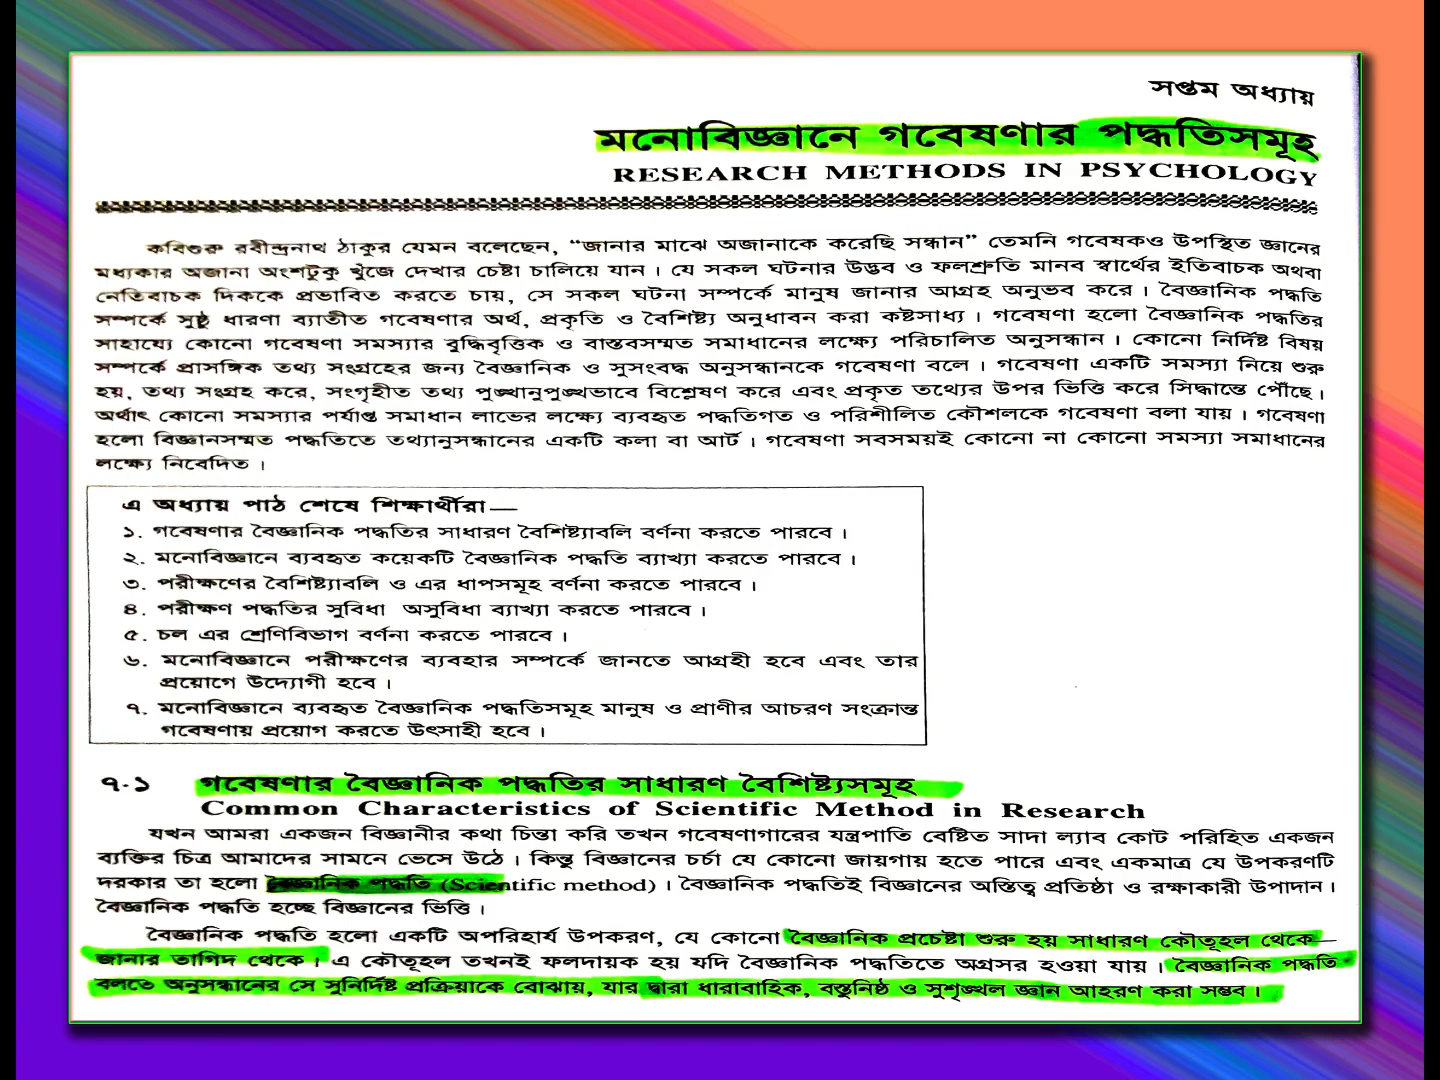 সপ্তম অধ্যায়
মনোবিজ্ঞানে গবেষণার পদ্ধতিসমূহ
RESEARCH METHODS IN PSYCHOLOGY
কবিগুরু রবীন্দ্রনাথ ঠাকুর যেমন বলেছেন, “জানার মাঝে অজানাকে করেছি সন্ধান” তেমনি গবেষকও উপস্থিত জ্ঞানের
মধ্যকার অজানা অংশটুকু খুঁজে দেখার চেষ্টা চালিয়ে যান। যে সকল ঘটনার উদ্ভব ও ফলশ্রুতি মানব স্বার্থের ইতিবাচক অথবা
নেতিবাচক দিককে প্রভাবিত করতে চায়, সে সকল ঘটনা সম্পর্কে মানুষ জানার আগ্রহ অনুভব করে। বৈজ্ঞানিক পদ্ধতি
সম্পর্কে সুষ্ঠু ধারণা ব্যাতীত গবেষণার অর্থ, প্রকৃতি ও বৈশিষ্ট্য অনুধাবন করা কষ্টসাধ্য। গবেষণা হলো বৈজ্ঞানিক পদ্ধতির
সাহায্যে কোনো গবেষণা সমস্যার বুদ্ধিবৃত্তিক ও বাস্তবসম্মত সমাধানের লক্ষ্যে পরিচালিত অনুসন্ধান। কোনো নির্দিষ্ট বিষয়
সম্পর্কে প্রাসঙ্গিক তথ্য সংগ্রহের জন্য বৈজ্ঞানিক ও সুসংবদ্ধ অনুসন্ধানকে গবেষণা বলে। গবেষণা একটি সমস্যা নিয়ে শুরু
হয়, তথ্য সংগ্রহ করে, সংগৃহীত তথ্য পুঙ্খানুপুঙ্খভাবে বিশ্লেষণ করে এবং প্রকৃত তথ্যের উপর ভিত্তি করে সিদ্ধান্তে পৌঁছে।
অর্থাৎ কোনো সমস্যার পর্যাপ্ত সমাধান লাভের লক্ষ্যে ব্যবহৃত পদ্ধতিগত ও পরিশীলিত কৌশলকে গবেষণা বলা যায়। গবেষণা
হলো বিজ্ঞানসম্মত পদ্ধতিতে তথ্যানুসন্ধানের একটি কলা বা আর্ট। গবেষণা সবসময়ই কোনো না কোনো সমস্যা সমাধানের
লক্ষ্যে নিবেদিত।
এ অধ্যায় পাঠ শেষে শিক্ষার্থীরা—
১. গবেষণার বৈজ্ঞানিক পদ্ধতির সাধারণ বৈশিষ্ট্যাবলি বর্ণনা করতে পারবে।
২. মনোবিজ্ঞানে ব্যবহৃত কয়েকটি বৈজ্ঞানিক পদ্ধতি ব্যাখ্যা করতে পারবে।
৩. পরীক্ষণের বৈশিষ্ট্যাবলি ও এর ধাপসমূহ বর্ণনা করতে পারবে।
৪. পরীক্ষণ পদ্ধতির সুবিধা অসুবিধা ব্যাখ্যা করতে পারবে।
৫. চল এর শ্রেণিবিভাগ বর্ণনা করতে পারবে।
৬. মনোবিজ্ঞানে পরীক্ষণের ব্যবহার সম্পর্কে জানতে আগ্রহী হবে এবং তার
প্রয়োগে উদ্যোগী হবে।
৭. মনোবিজ্ঞানে ব্যবহৃত বৈজ্ঞানিক পদ্ধতিসমূহ মানুষ ও প্রাণীর আচরণ সংক্রান্ত
গবেষণায় প্রয়োগ করতে উৎসাহী হবে।
৭.১ গবেষণার বৈজ্ঞানিক পদ্ধতির সাধারণ বৈশিষ্ট্যসমূহ
Common Characteristics of Scientific Method in Research
যখন আমরা একজন বিজ্ঞানীর কথা চিন্তা করি তখন গবেষণাগারের যন্ত্রপাতি বেষ্টিত সাদা ল্যাব কোট পরিহিত একজন
ব্যক্তির চিত্র আমাদের সামনে ভেসে উঠে। কিন্তু বিজ্ঞানের চর্চা যে কোনো জায়গায় হতে পারে এবং একমাত্র যে উপকরণটি
দরকার তা হলো বৈজ্ঞানিক পদ্ধতি (Scientific method)। বৈজ্ঞানিক পদ্ধতিই বিজ্ঞানের অস্তিত্ব প্রতিষ্ঠা ও রক্ষাকারী উপাদান।
বৈজ্ঞানিক পদ্ধতি হচ্ছে বিজ্ঞানের ভিত্তি।
বৈজ্ঞানিক পদ্ধতি হলো একটি অপরিহার্য উপকরণ, যে কোনো বৈজ্ঞানিক প্রচেষ্টা শুরু হয় সাধারণ কৌতূহল থেকে—
জানার তাগিদ থেকে। এ কৌতূহল তখনই ফলদায়ক হয় যদি বৈজ্ঞানিক পদ্ধতিতে অগ্রসর হওয়া যায়। বৈজ্ঞানিক পদ্ধতি
বলতে অনুসন্ধানের সে সুনির্দিষ্ট প্রক্রিয়াকে বোঝায়, যার দ্বারা ধারাবাহিক, বস্তুনিষ্ঠ ও সুশৃঙ্খল জ্ঞান আহরণ করা সম্ভব।